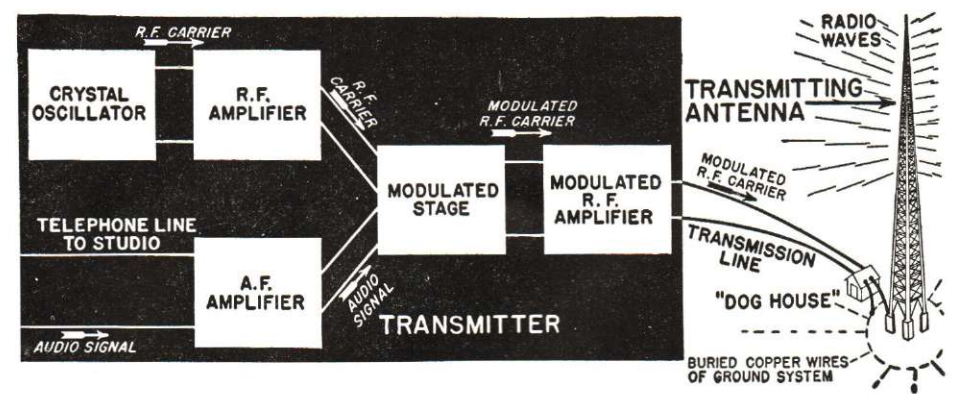 R.F. CARRIER
CRYSTAL
OSCILLATOR
R.F.
AMPLIFIER
R.F.
CARRIER
MODULATED
R.F. CARRIER
MODULATED
STAGE
MODULATED
R.F.
AMPLIFIER
TELEPHONE LINE
TO STUDIO
A.F.
AMPLIFIER
AUDIO SIGNAL
AUDIO
SIGNAL
TRANSMITTER
RADIO
WAVES
TRANSMITTING
ANTENNA
MODULATED
R.F. CARRIER
TRANSMISSION
LINE
"DOG HOUSE"
BURIED COPPER WIRES
OF GROUND SYSTEM